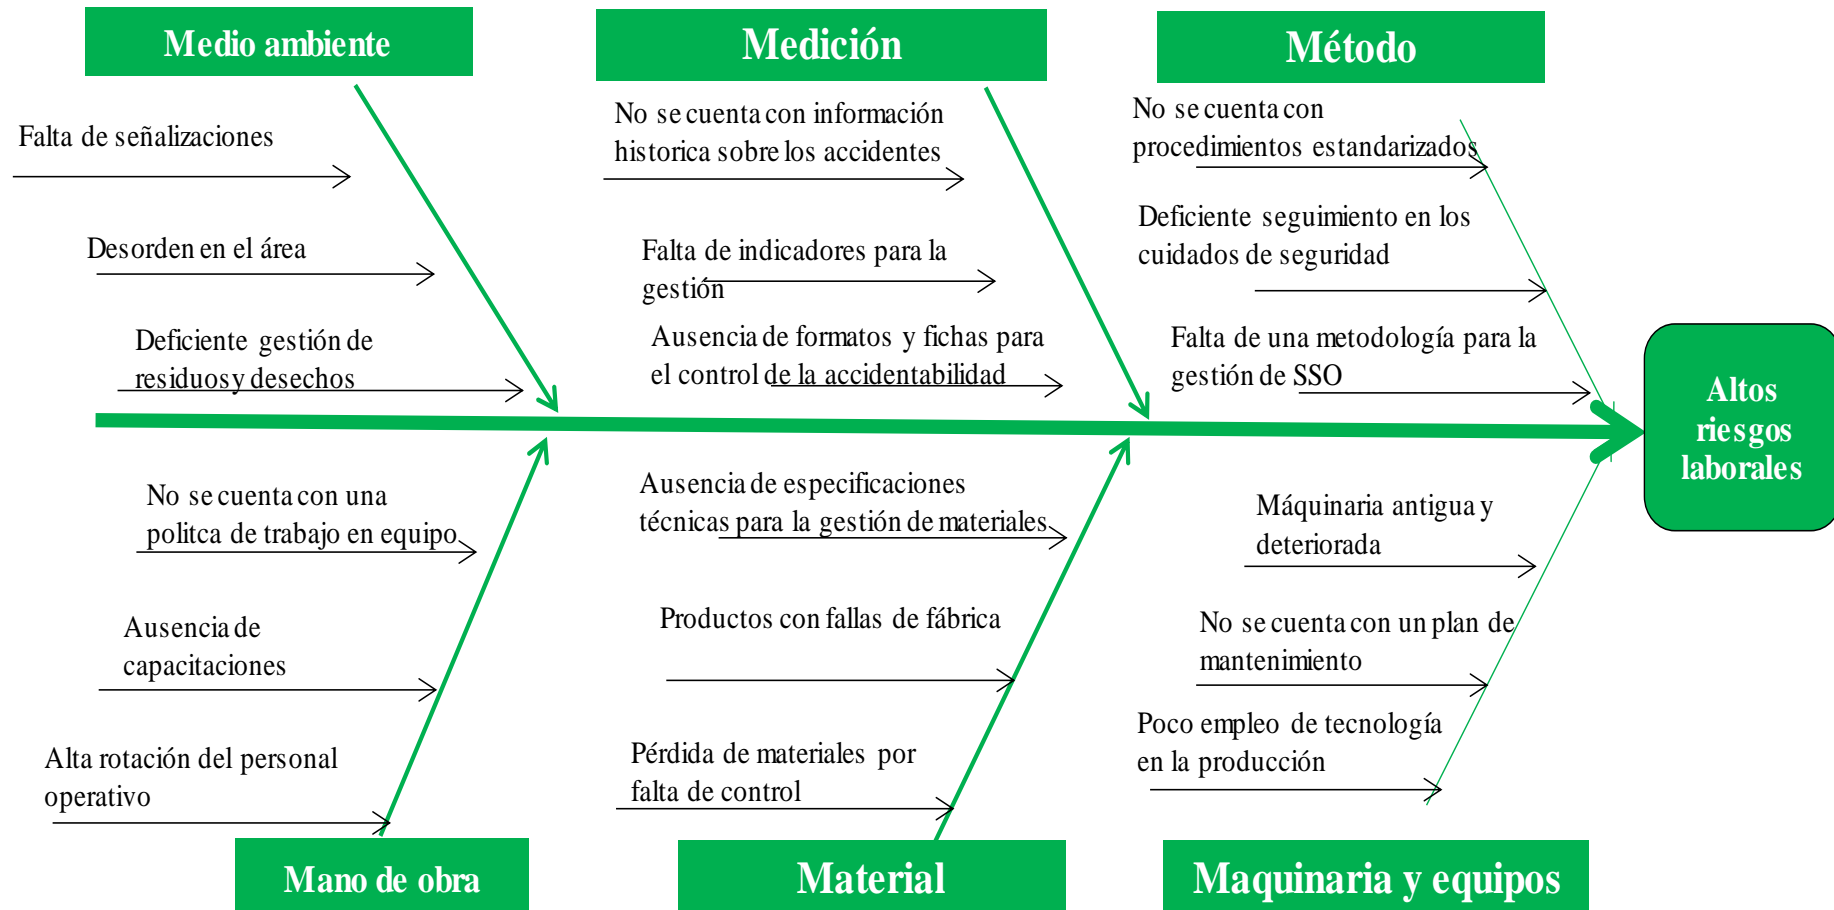 Medio ambiente
Medición
Método
Falta de señalizaciones
Desorden en el área
Deficiente gestión de
residuos y desechos
No se cuenta con información
historica sobre los accidentes
Falta de indicadores para la
gestión
Ausencia de formatos y fichas para
el control de la accidentabilidad
No se cuenta con
procedimientos estandarizados
Deficiente seguimiento en los
cuidados de seguridad
Falta de una metodología para la
gestión de SSO
Altos
riesgos
laborales
No se cuenta con una
politca de trabajo en equipo
Ausencia de
capacitaciones
Alta rotación del personal
operativo
Ausencia de especificaciones
técnicas para la gestión de materiales
Productos con fallas de fábrica
Pérdida de materiales por
falta de control
Máquinaria antigua y
deteriorada
No se cuenta con un plan de
mantenimiento
Poco empleo de tecnología
en la producción
Mano de obra
Material
Maquinaria y equipos